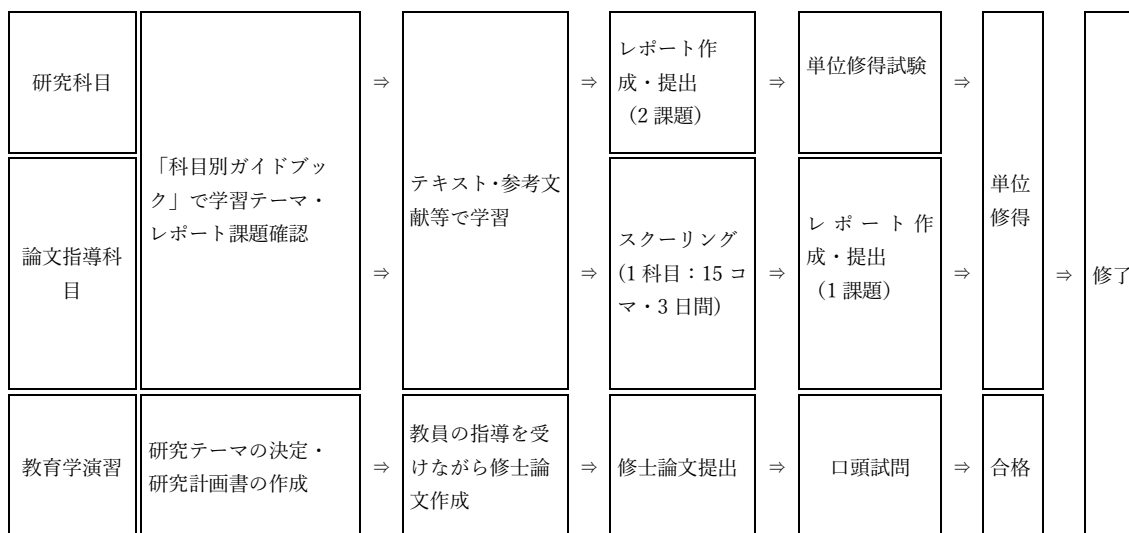 研究科目
「科目別ガイドブッ
ク」で学習テーマ・
レポート課題確認
⇒
テキスト・参考文
献等で学習
⇒
レポート作
成・提出
（2 課題）
⇒
単位修得試験
⇒
単位
修得
⇒
修了
論文指導科
目
⇒
⇒
スクーリング
(1 科目：15 コ
マ・3 日間)
⇒
レポート作
成・提出
（1 課題）
⇒
教育学演習
研究テーマの決定・
研究計画書の作成
⇒
教員の指導を受
けながら修士論
文作成
⇒
修士論文提出
⇒
口頭試問
⇒
合格